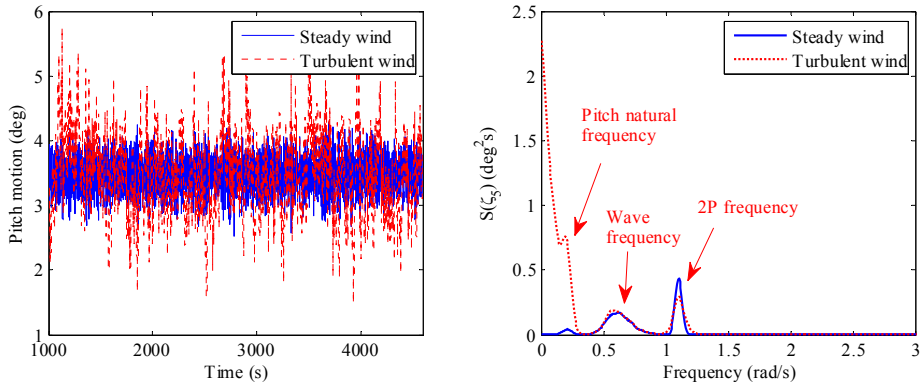 6
5
4
3
2
1
1000
2000
3000
4000
Pitch motion (deg)
Time (s)
Steady wind
Turbulent wind
2.5
2
1.5
1
0.5
0
0
0.5
1
1.5
2
2.5
3
S(ζ5) (deg2s)
Frequency (rad/s)
Steady wind
Turbulent wind
Pitch natural
frequency
Wave
frequency
2P frequency